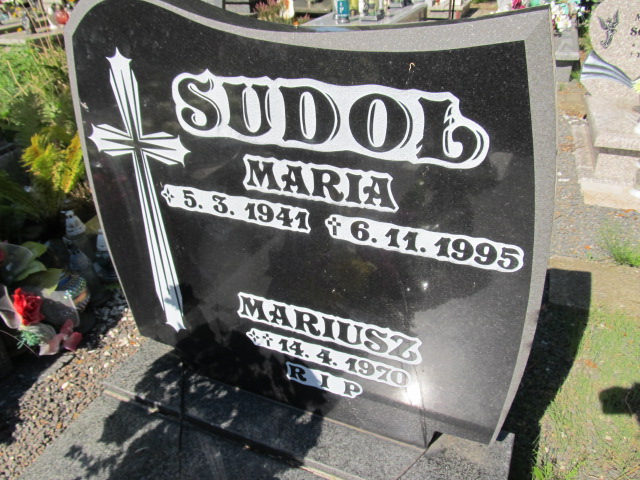 SUDOŁ
MARIA
✢ 5. 3. 1941 ✝ 6. 11. 1995
MARIUSZ
✢✝ 14. 4. 1970
R I P